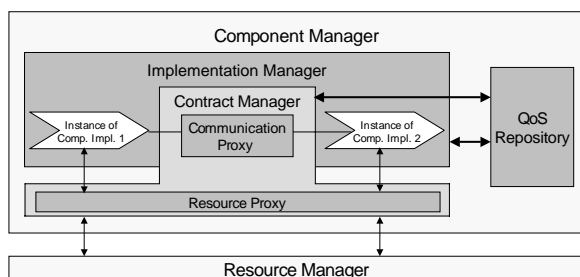 Component Manager
Implementation Manager
Contract Manager
Instance of
Comp. Impl. 1
Communication
Proxy
Instance of
Comp. Impl. 2
QoS
Repository
Resource Proxy
Resource Manager